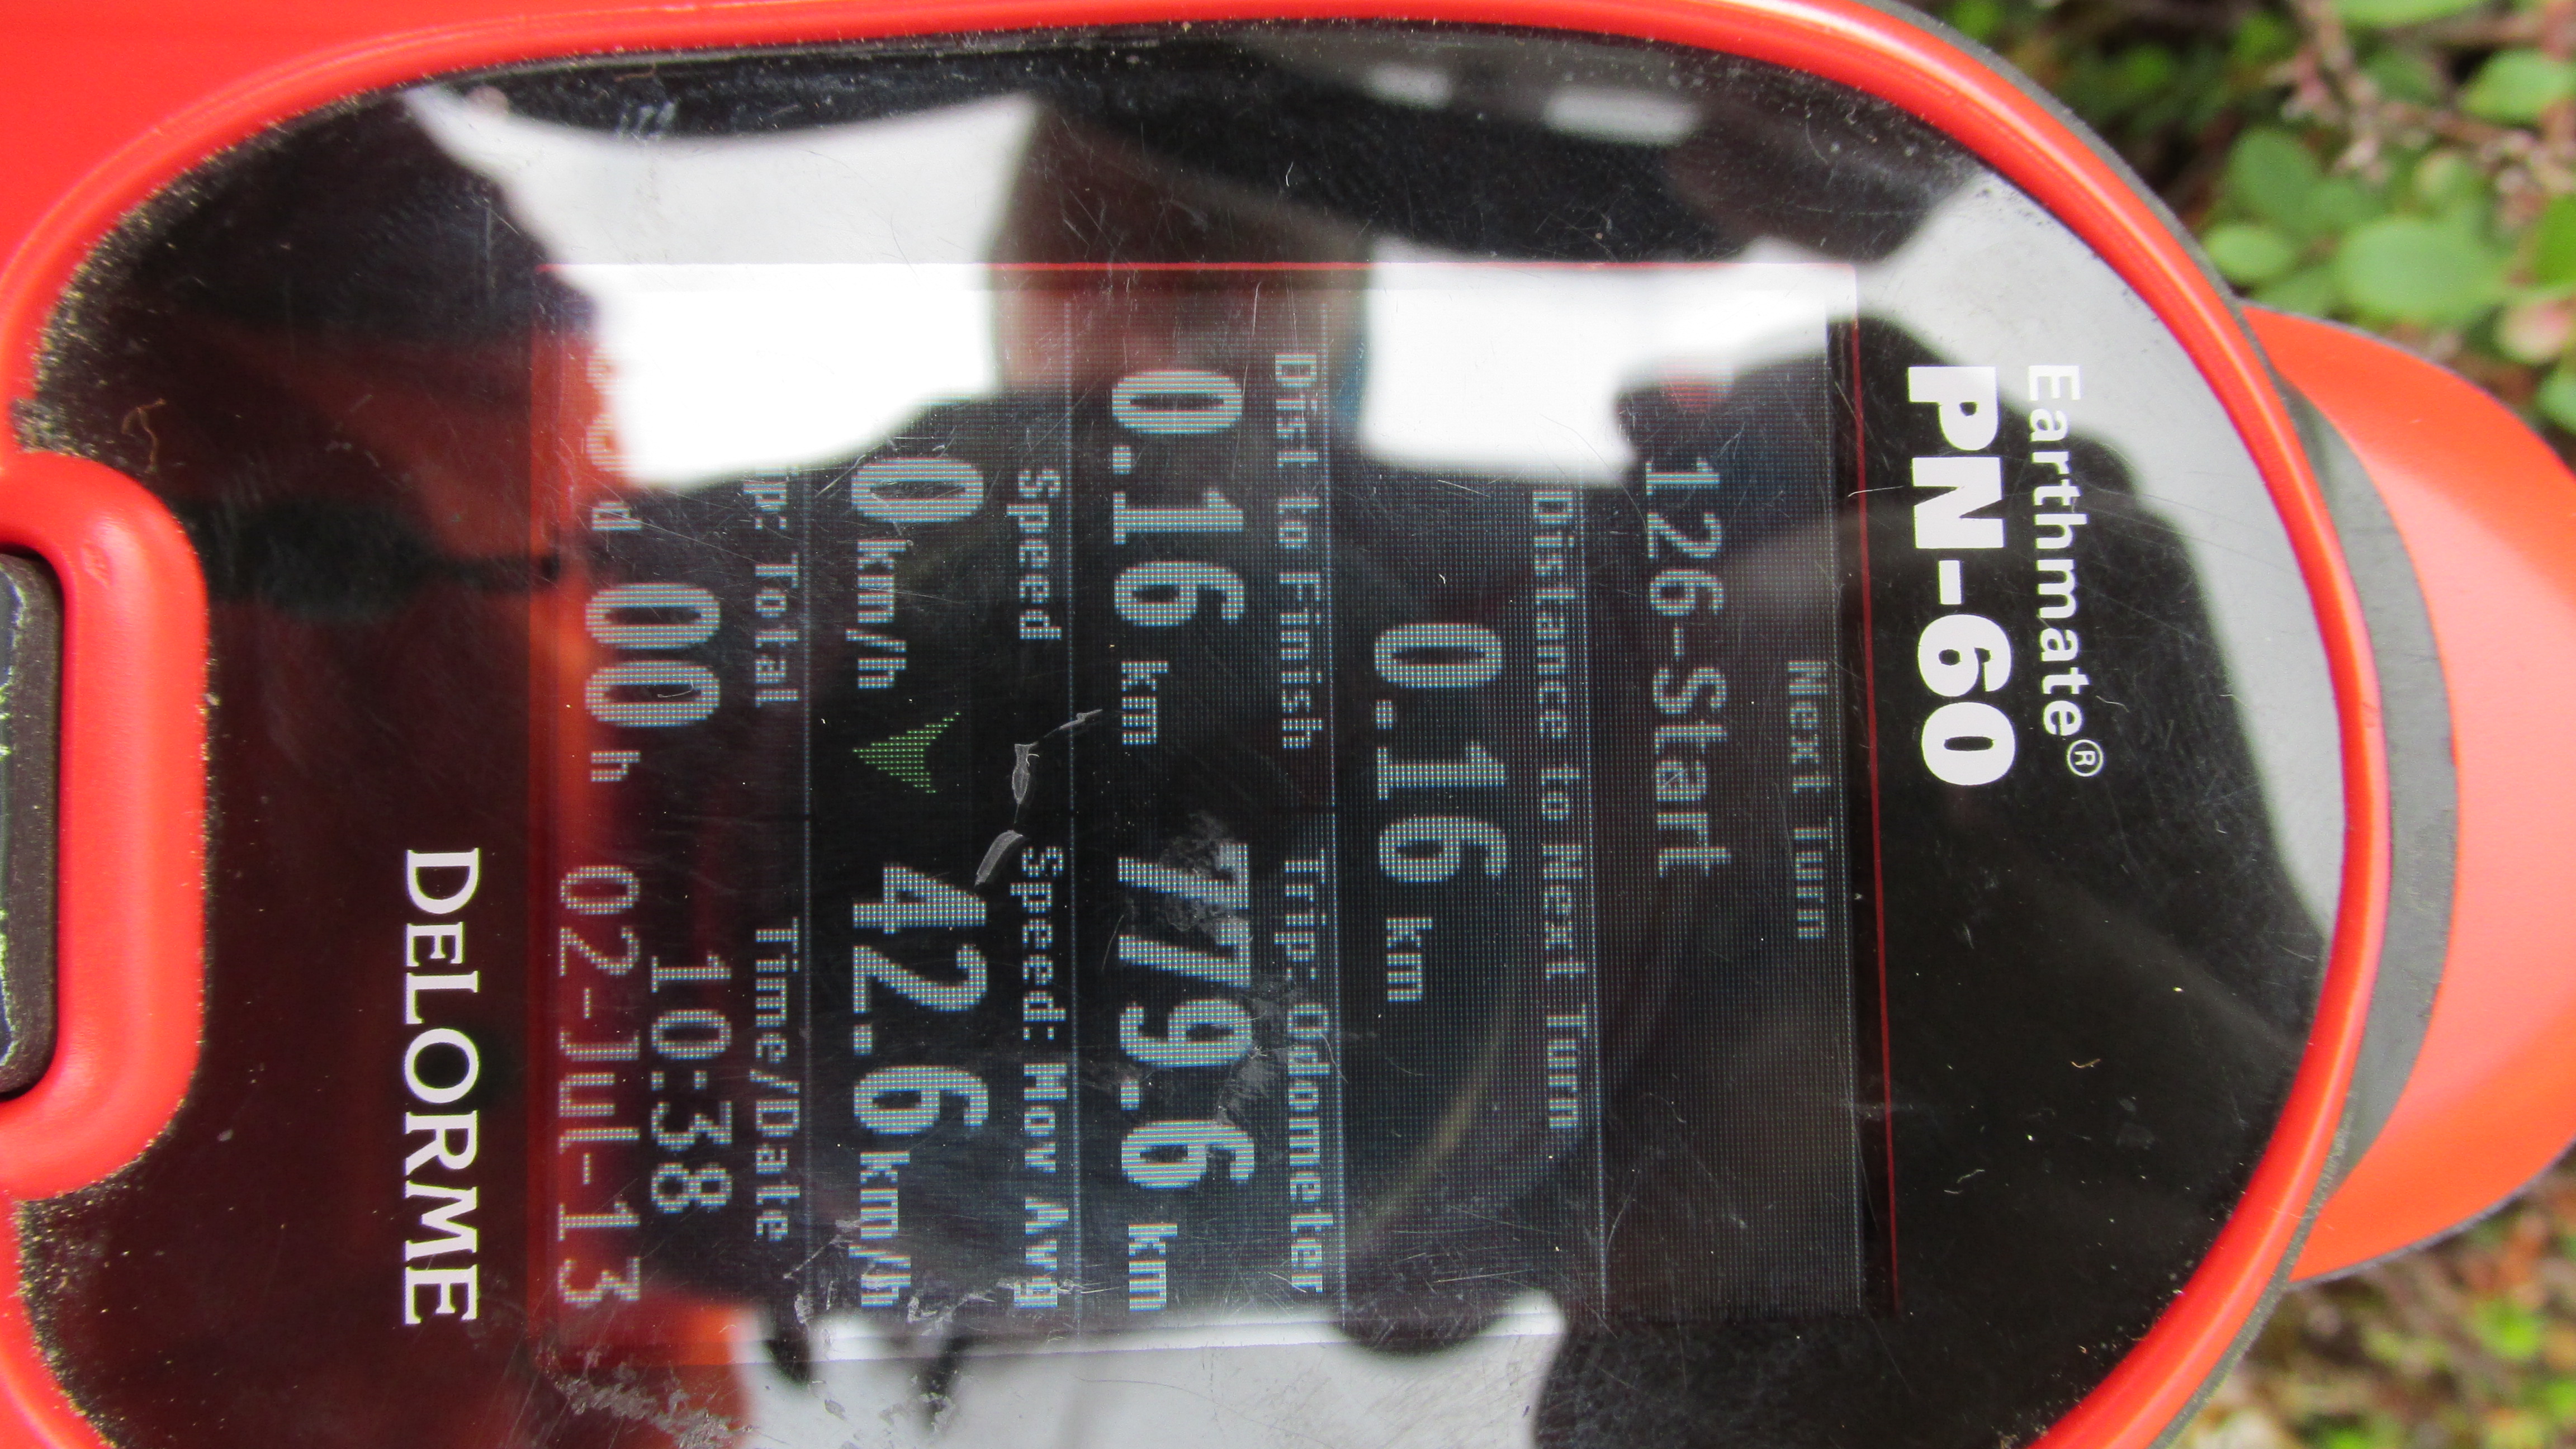 Earthmate®
PN-60
Next Turn
126-Start
Distance to Next Turn
0.16 km
Dist to Finish
Trip: Odometer
0.16 km
779.6 km
Speed
Speed: Mov Avg
0 km/h
42.6 km/h
Total
Time/Date
d 00 h
10:38
02-Jul-13
DELORME